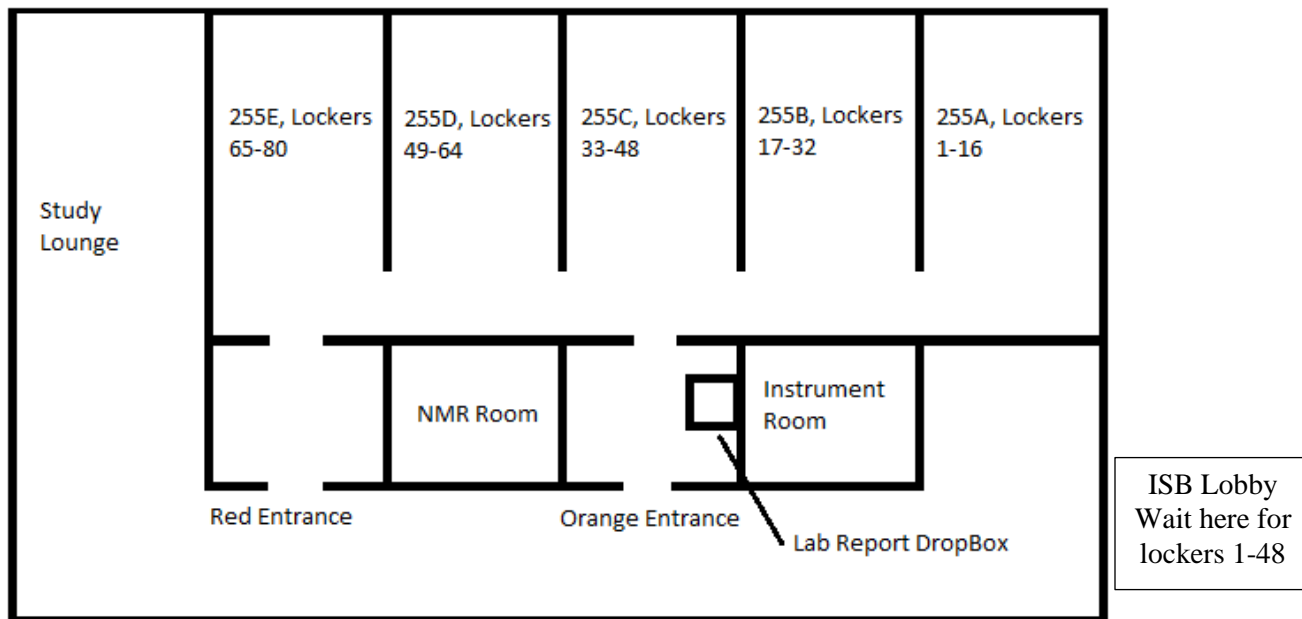 255E, Lockers
65-80
255D, Lockers
49-64
255C, Lockers
33-48
255B, Lockers
17-32
255A, Lockers
1-16
Study
Lounge
NMR Room
Instrument
Room
Red Entrance
Orange Entrance
Lab Report DropBox
ISB Lobby
Wait here for
lockers 1-48